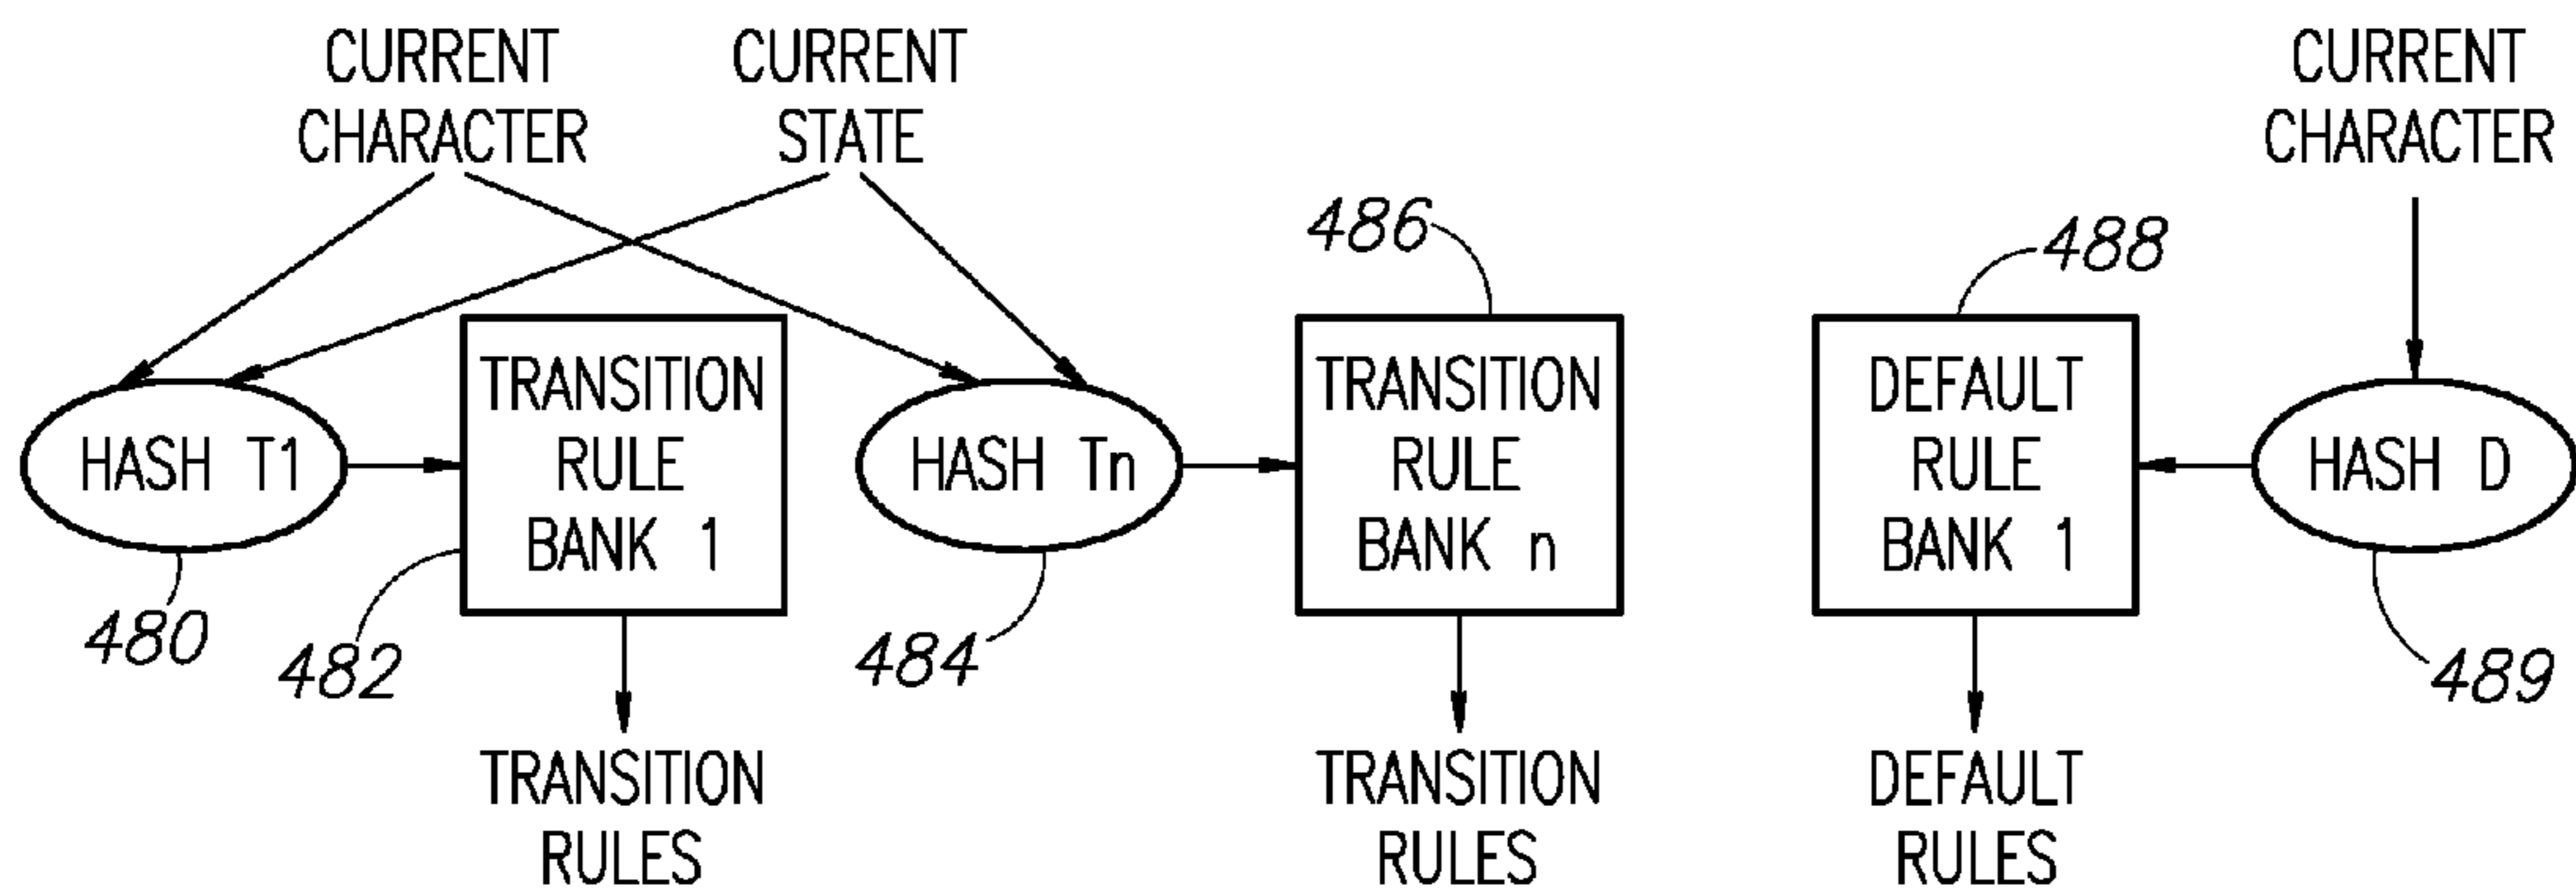 CURRENT
CHARACTER
CURRENT
STATE
CURRENT
CHARACTER
486
488
HASH T1
TRANSITION
RULE
BANK 1
HASH Tn
TRANSITION
RULE
BANK n
DEFAULT
RULE
BANK 1
HASH D
480
482
484
489
TRANSITION
RULES
TRANSITION
RULES
DEFAULT
RULES